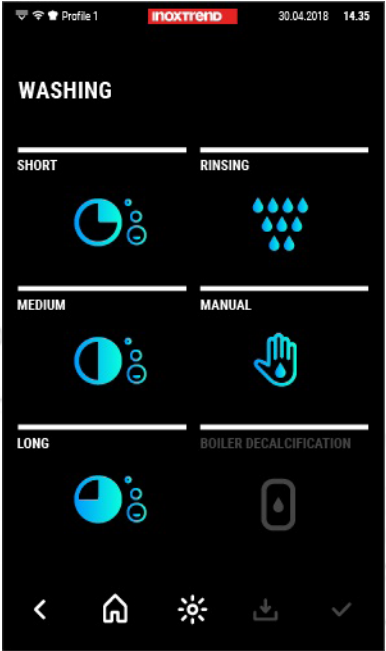 Profile 1 INOXTREND 30.04.2018 14.35
WASHING
SHORT RINSING
MEDIUM MANUAL
LONG BOILER DECALCIFICATION